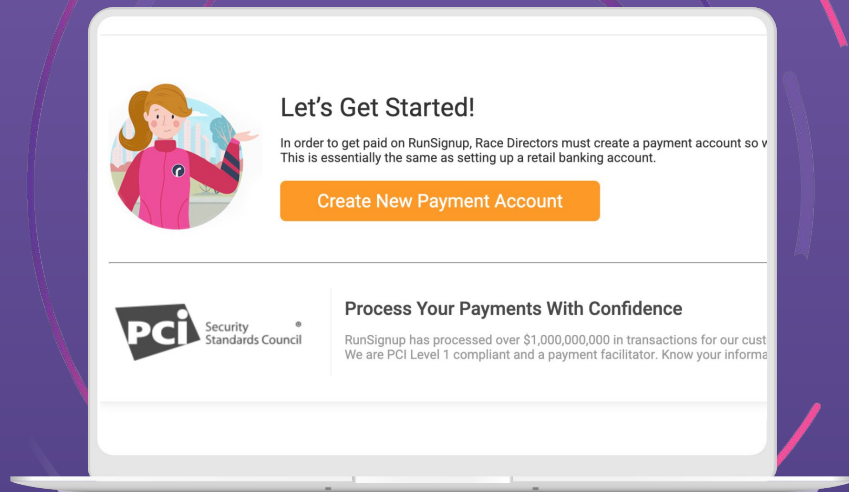 Let's Get Started!
In order to get paid on RunSignup, Race Directors must create a payment account so
This is essentially the same as setting up a retail banking account.
Create New Payment Account
PCi Security
Standards Council
®
Process Your Payments With Confidence
RunSignup has processed over $1,000,000,000 in transactions for our
We are PCI Level 1 compliant and a payment facilitator. Know your